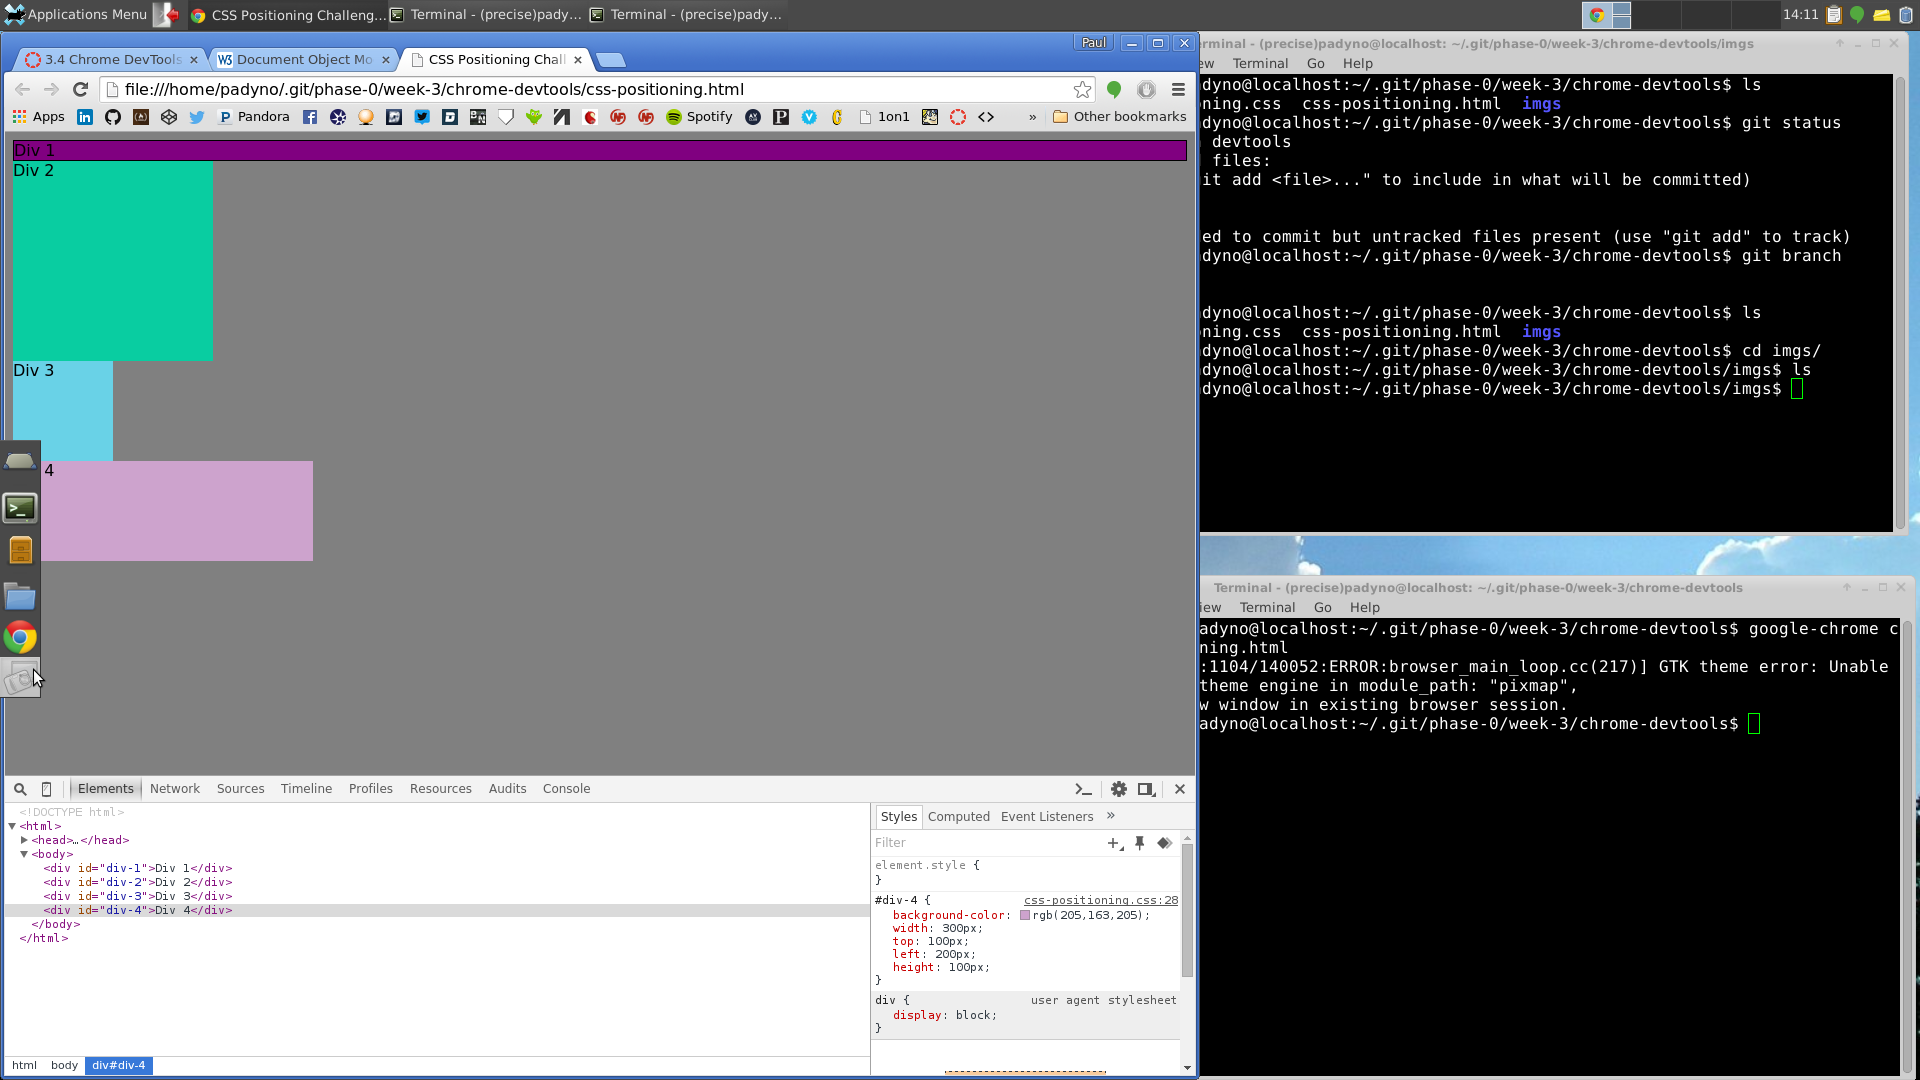 Applications Menu
CSS Positioning Challeng...
Terminal - (precise)pady...
Terminal - (precise)pady...
14:11
Paul
3.4 Chrome DevTools
Document Object Mo
CSS Positioning Chall
file:///home/padyno/.git/phase-0/week-3/chrome-devtools/css-positioning.html
Apps
Pandora
Spotify
1on1
»
Other bookmarks
Div 1
Div 2
Div 3
4
Elements Network Sources Timeline Profiles Resources Audits Console
<!DOCTYPE html>
<html>
<head>…</head>
<body>
<div id="div-1">Div 1</div>
<div id="div-2">Div 2</div>
<div id="div-3">Div 3</div>
<div id="div-4">Div 4</div>
</body>
</html>
html body div#div-4
Styles Computed Event Listeners »
Filter
element.style {
}
#div-4 { css-positioning.css:28
background-color: rgb(205,163,205);
width: 300px;
top: 100px;
left: 200px;
height: 100px;
}
div { user agent stylesheet
display: block;
}
erminal - (precise)padyno@localhost: ~/.git/phase-0/week-3/chrome-devtools/imgs
ew Terminal Go Help
dyno@localhost:~/.git/phase-0/week-3/chrome-devtools$ ls
ning.css css-positioning.html imgs
dyno@localhost:~/.git/phase-0/week-3/chrome-devtools$ git status
devtools
files:
it add <file>..." to include in what will be committed)
ed to commit but untracked files present (use "git add" to track)
dyno@localhost:~/.git/phase-0/week-3/chrome-devtools$ git branch
dyno@localhost:~/.git/phase-0/week-3/chrome-devtools$ ls
ning.css css-positioning.html imgs
dyno@localhost:~/.git/phase-0/week-3/chrome-devtools$ cd imgs/
dyno@localhost:~/.git/phase-0/week-3/chrome-devtools/imgs$ ls
dyno@localhost:~/.git/phase-0/week-3/chrome-devtools/imgs$
Terminal - (precise)padyno@localhost: ~/.git/phase-0/week-3/chrome-devtools
iew Terminal Go Help
adyno@localhost:~/.git/phase-0/week-3/chrome-devtools$ google-chrome c
ning.html
:1104/140052:ERROR:browser_main_loop.cc(217)] GTK theme error: Unable
theme engine in module_path: "pixmap",
w window in existing browser session.
adyno@localhost:~/.git/phase-0/week-3/chrome-devtools$